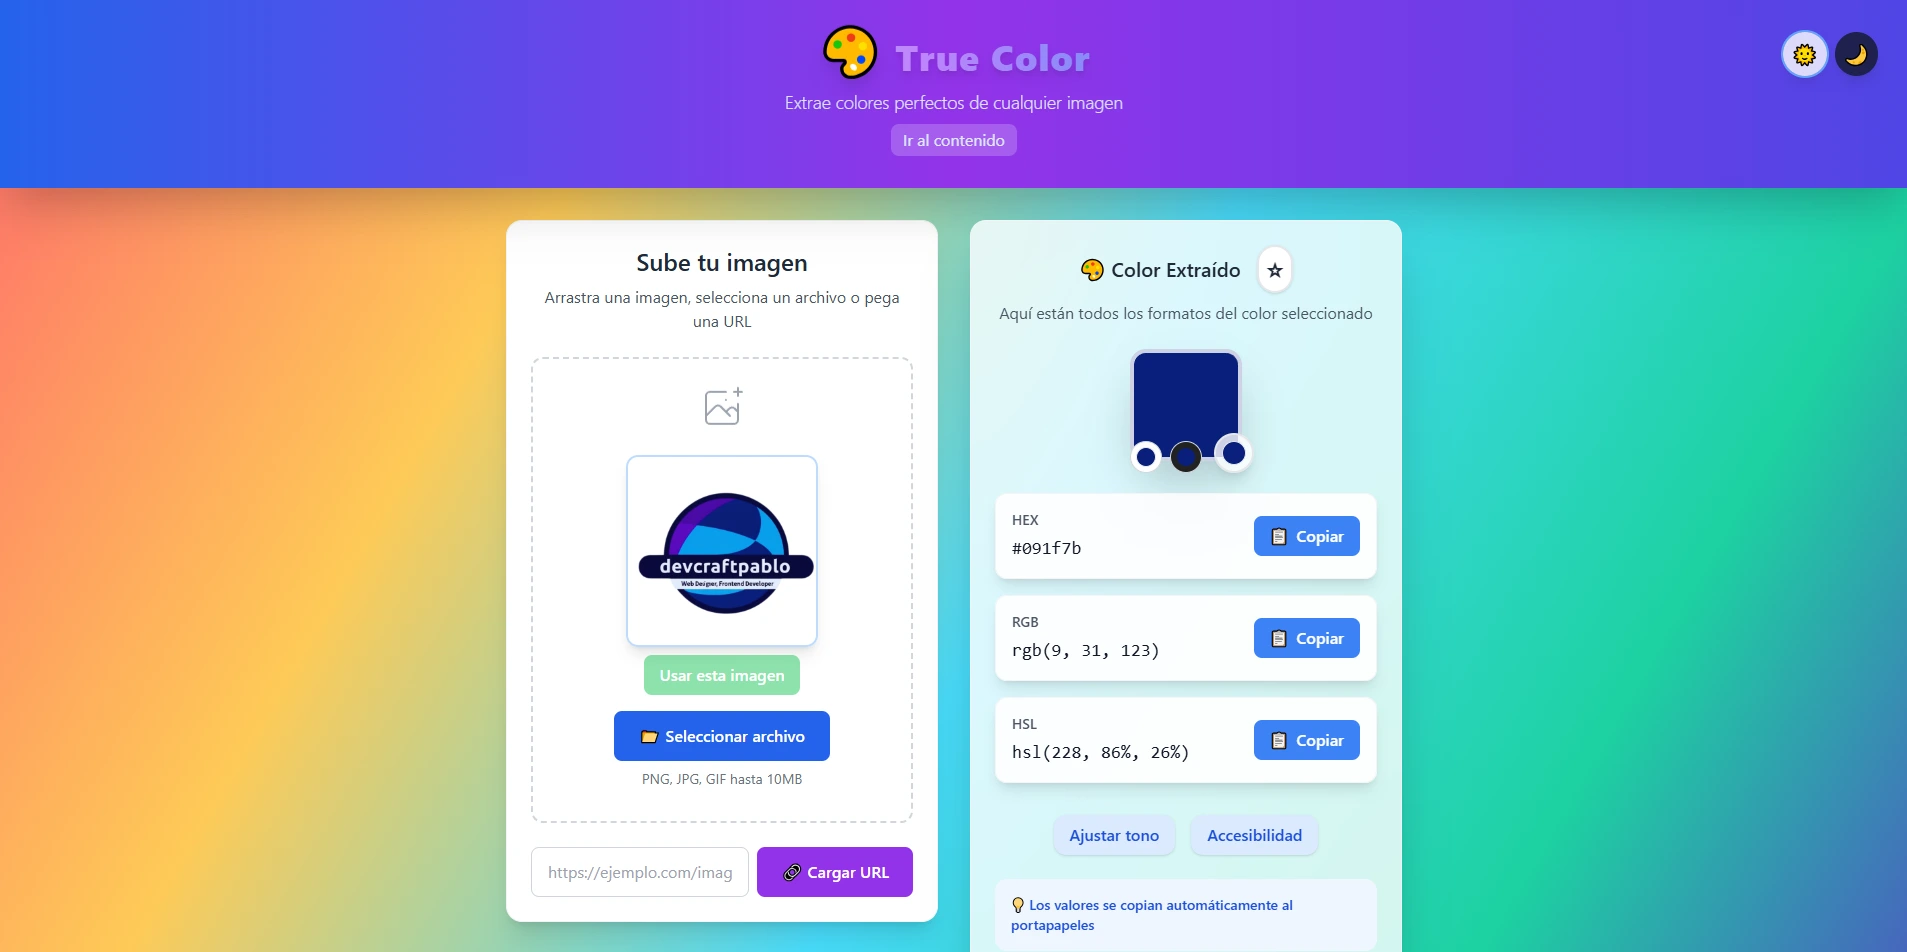 True Color
Extrae colores perfectos de cualquier imagen
Ir al contenido
Sube tu imagen
Arrastra una imagen, selecciona un archivo o pega
una URL
devcraftpablo
Web Designer, Frontend Developer
Usar esta imagen
Seleccionar archivo
PNG, JPG, GIF hasta 10MB
https://ejemplo.com/imag
Cargar URL
Color Extraído
Aquí están todos los formatos del color seleccionado
HEX
#091f7b
Copiar
RGB
rgb(9, 31, 123)
Copiar
HSL
hsl(228, 86%, 26%)
Copiar
Ajustar tono
Accesibilidad
Los valores se copian automáticamente al
portapapeles